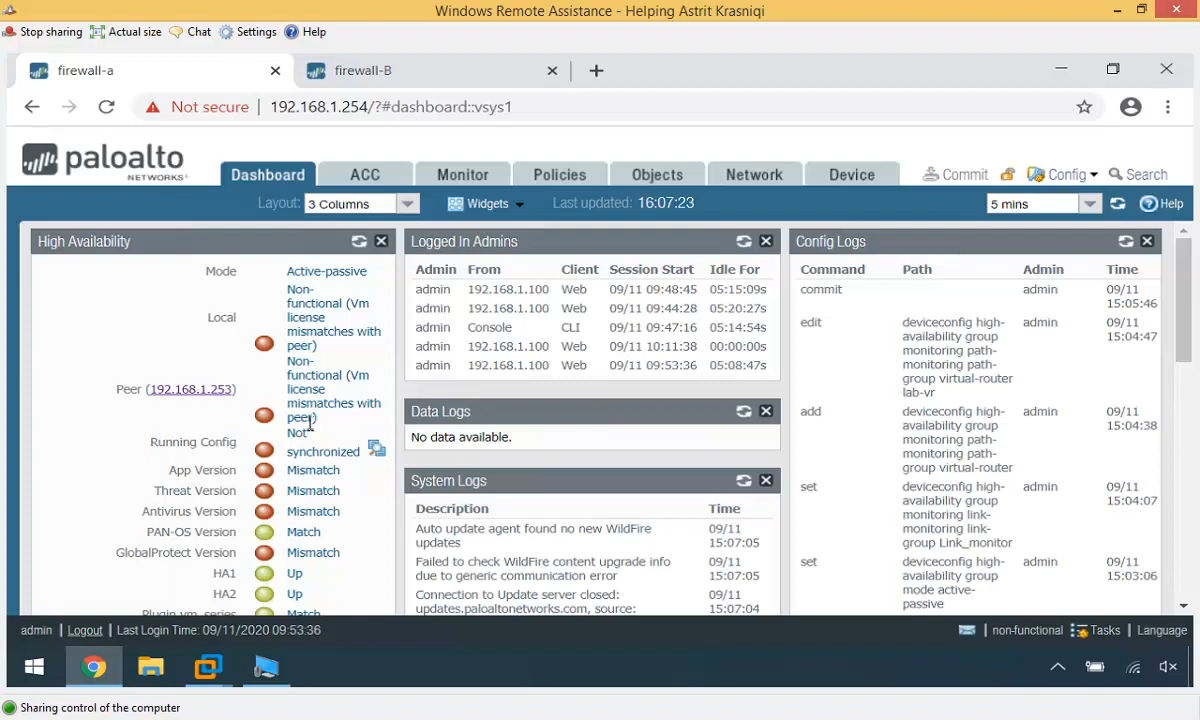 Windows Remote Assistance - Helping Astrit Krasniqi
Stop sharing Actual size Chat Settings Help
firewall-a firewall-B
Not secure | 192.168.1.254/?#dashboard::vsys1
paloalto
NETWORKS
Dashboard ACC Monitor Policies Objects Network Device Commit Config Search
Layout: 3 Columns Widgets Last updated: 16:07:23 5 mins Help
High Availability
Mode Active-passive
Local Non-
functional (Vm
license
mismatches with
peer)
Peer (192.168.1.253) Non-
functional (Vm
license
mismatches with
peer)
Running Config Not
synchronized
App Version Mismatch
Threat Version Mismatch
Antivirus Version Mismatch
PAN-OS Version Match
GlobalProtect Version Mismatch
HA1 Up
HA2 Up
Plugin vm_series Match
Logged In Admins
Admin From Client Session Start Idle For
admin 192.168.1.100 Web 09/11 09:48:45 05:15:09s
admin 192.168.1.100 Web 09/11 09:44:28 05:20:27s
admin Console CLI 09/11 09:47:16 05:14:54s
admin 192.168.1.100 Web 09/11 10:11:38 00:00:00s
admin 192.168.1.100 Web 09/11 09:53:36 05:08:47s
Data Logs
No data available.
System Logs
Description Time
Auto update agent found no new WildFire 09/11
updates 15:07:05
Failed to check WildFire content upgrade info 09/11
due to generic communication error 15:07:05
Connection to Update server closed: 09/11
updates.paloaltonetworks.com, source: 15:07:04
Config Logs
Command Path Admin Time
commit admin 09/11
15:05:46
edit deviceconfig high- admin 09/11
availability group 15:04:47
monitoring path-
monitoring path-
group virtual-router
lab-vr
add deviceconfig high- admin 09/11
availability group 15:04:38
monitoring path-
monitoring path-
group virtual-router
set deviceconfig high- admin 09/11
availability group 15:04:07
monitoring link-
monitoring link-
group Link_monitor
set deviceconfig high- admin 09/11
availability group 15:03:06
mode active-
passive
admin | Logout | Last Login Time: 09/11/2020 09:53:36 | non-functional | Tasks | Language
Sharing control of the computer